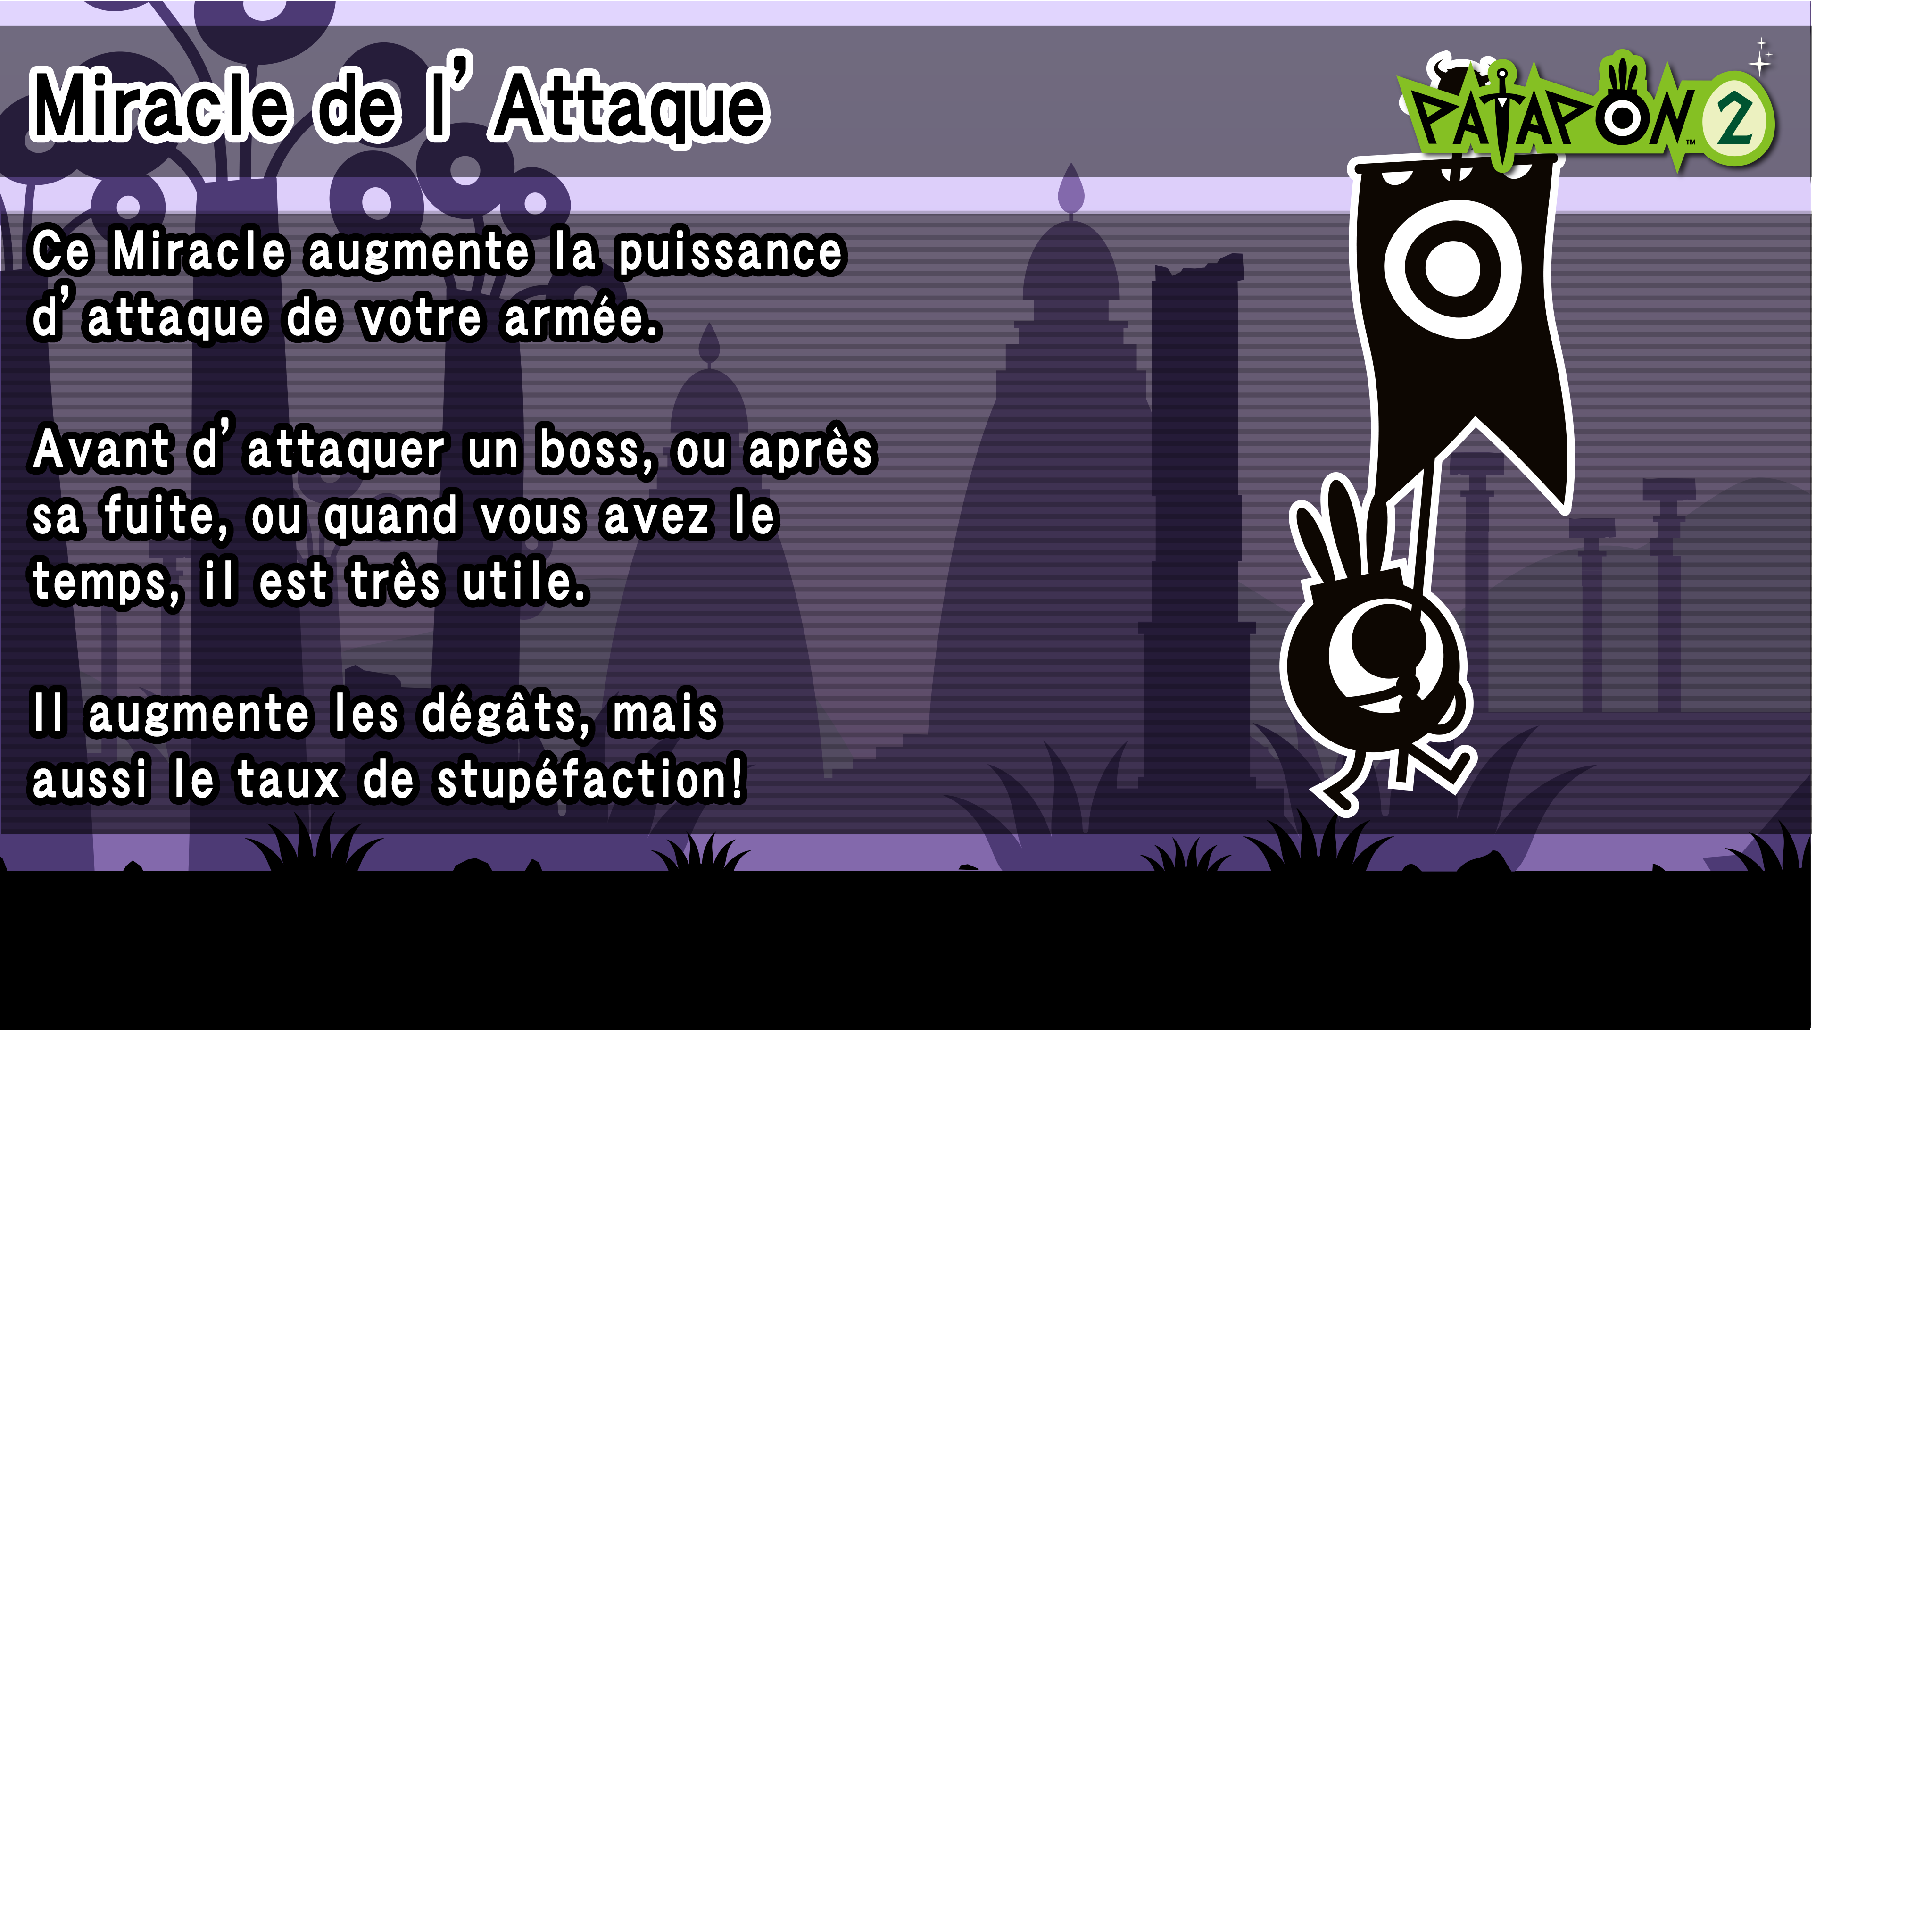 Miracle de l’Attaque
PATAPON™ 2
Ce Miracle augmente la puissance
d’attaque de votre armée.
Avant d’attaquer un boss, ou après
sa fuite, ou quand vous avez le
temps, il est très utile.
Il augmente les dégâts, mais
aussi le taux de stupéfaction!